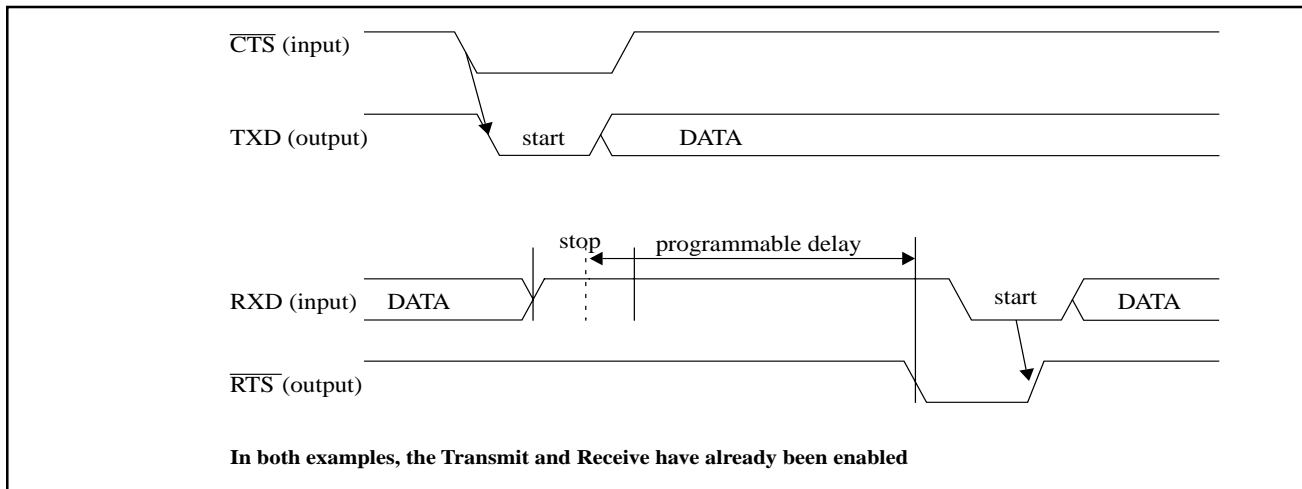 CTS (input)
TXD (output) start DATA
stop programmable delay
RXD (input) DATA start DATA
RTS (output)
In both examples, the Transmit and Receive have already been enabled